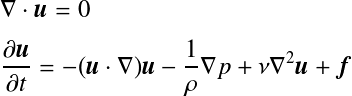 ∇ · 𝒖 = 0
∂𝒖/∂t = −(𝒖 · ∇)𝒖 − 1/ρ ∇p + ν∇²𝒖 + 𝒇